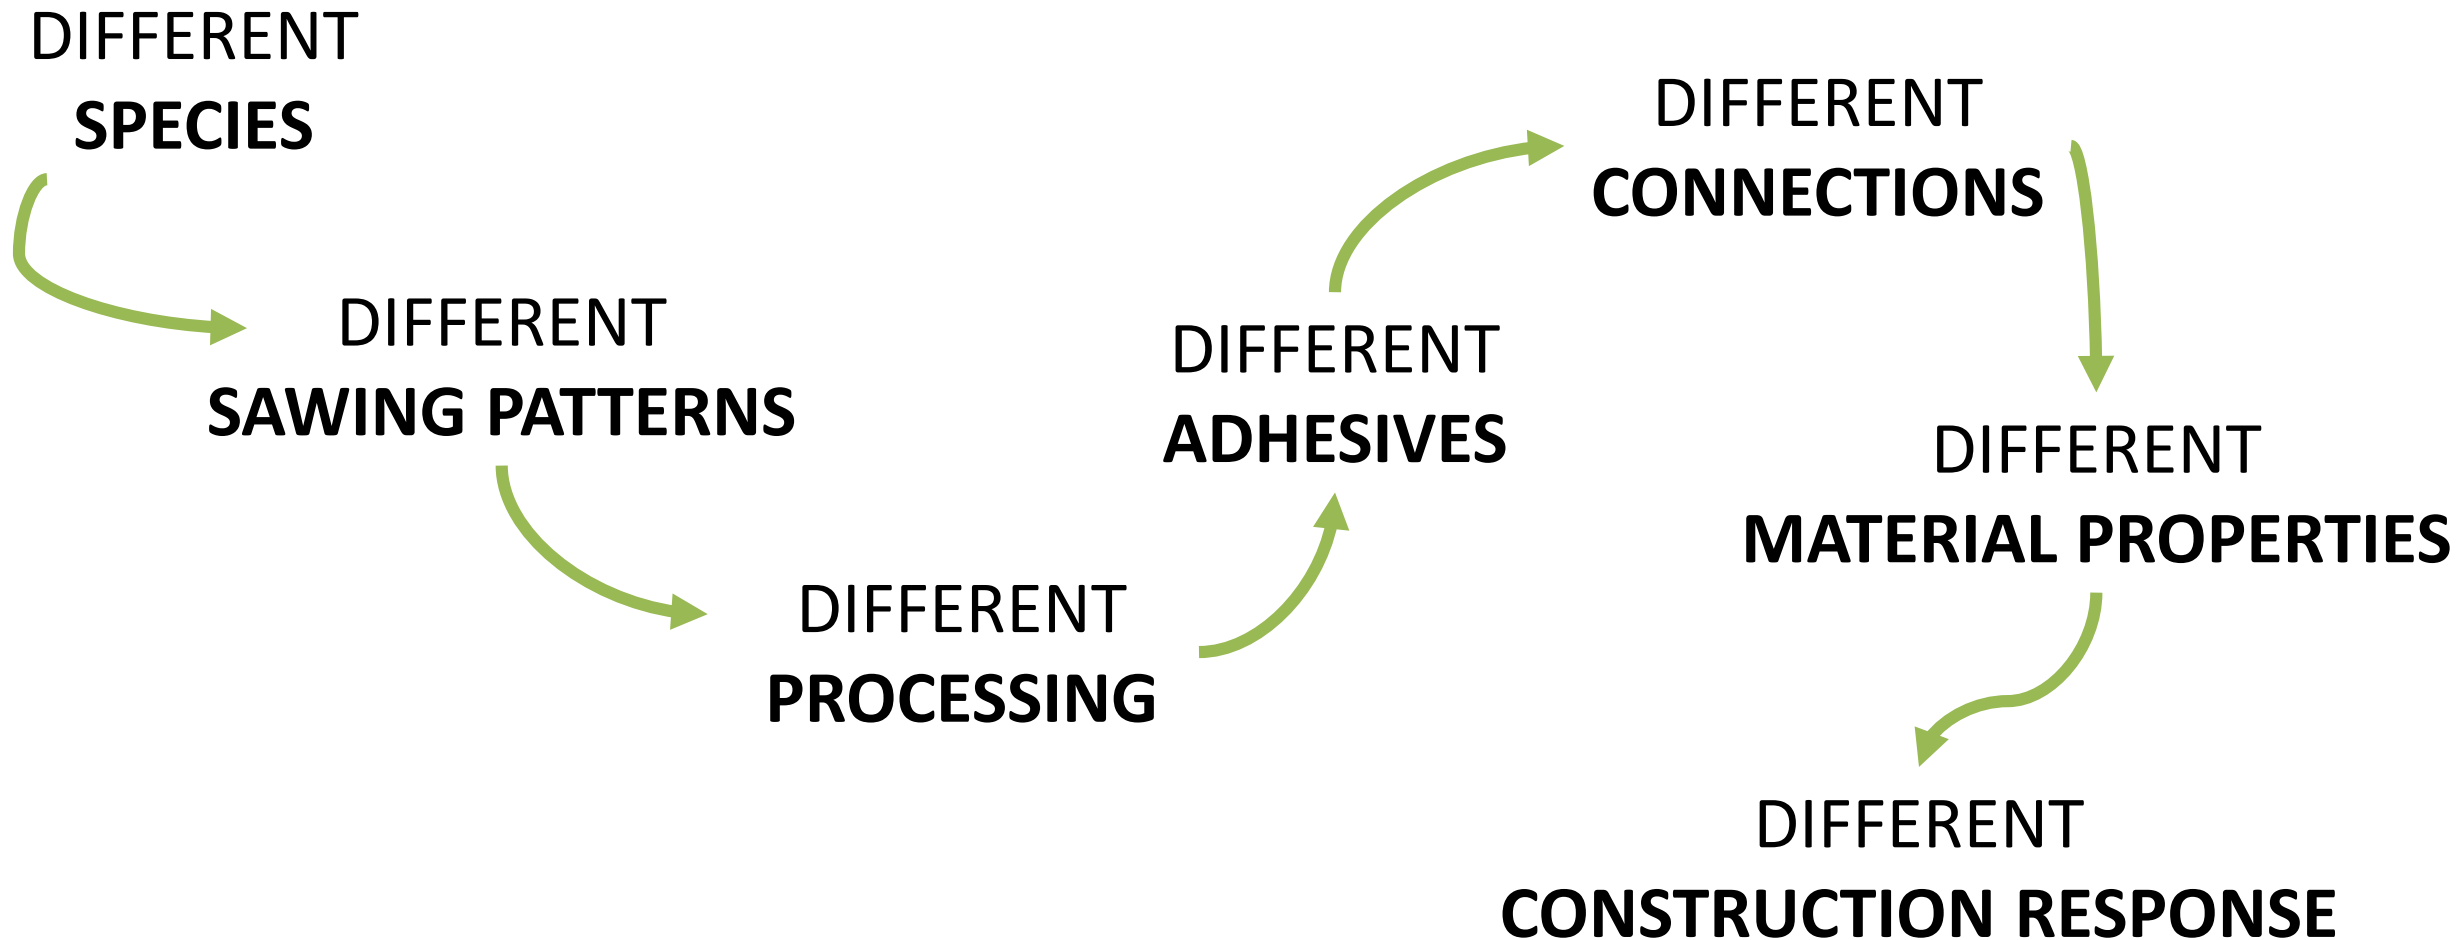 DIFFERENT
SPECIES
DIFFERENT
SAWING PATTERNS
DIFFERENT
PROCESSING
DIFFERENT
ADHESIVES
DIFFERENT
CONNECTIONS
DIFFERENT
MATERIAL PROPERTIES
DIFFERENT
CONSTRUCTION RESPONSE